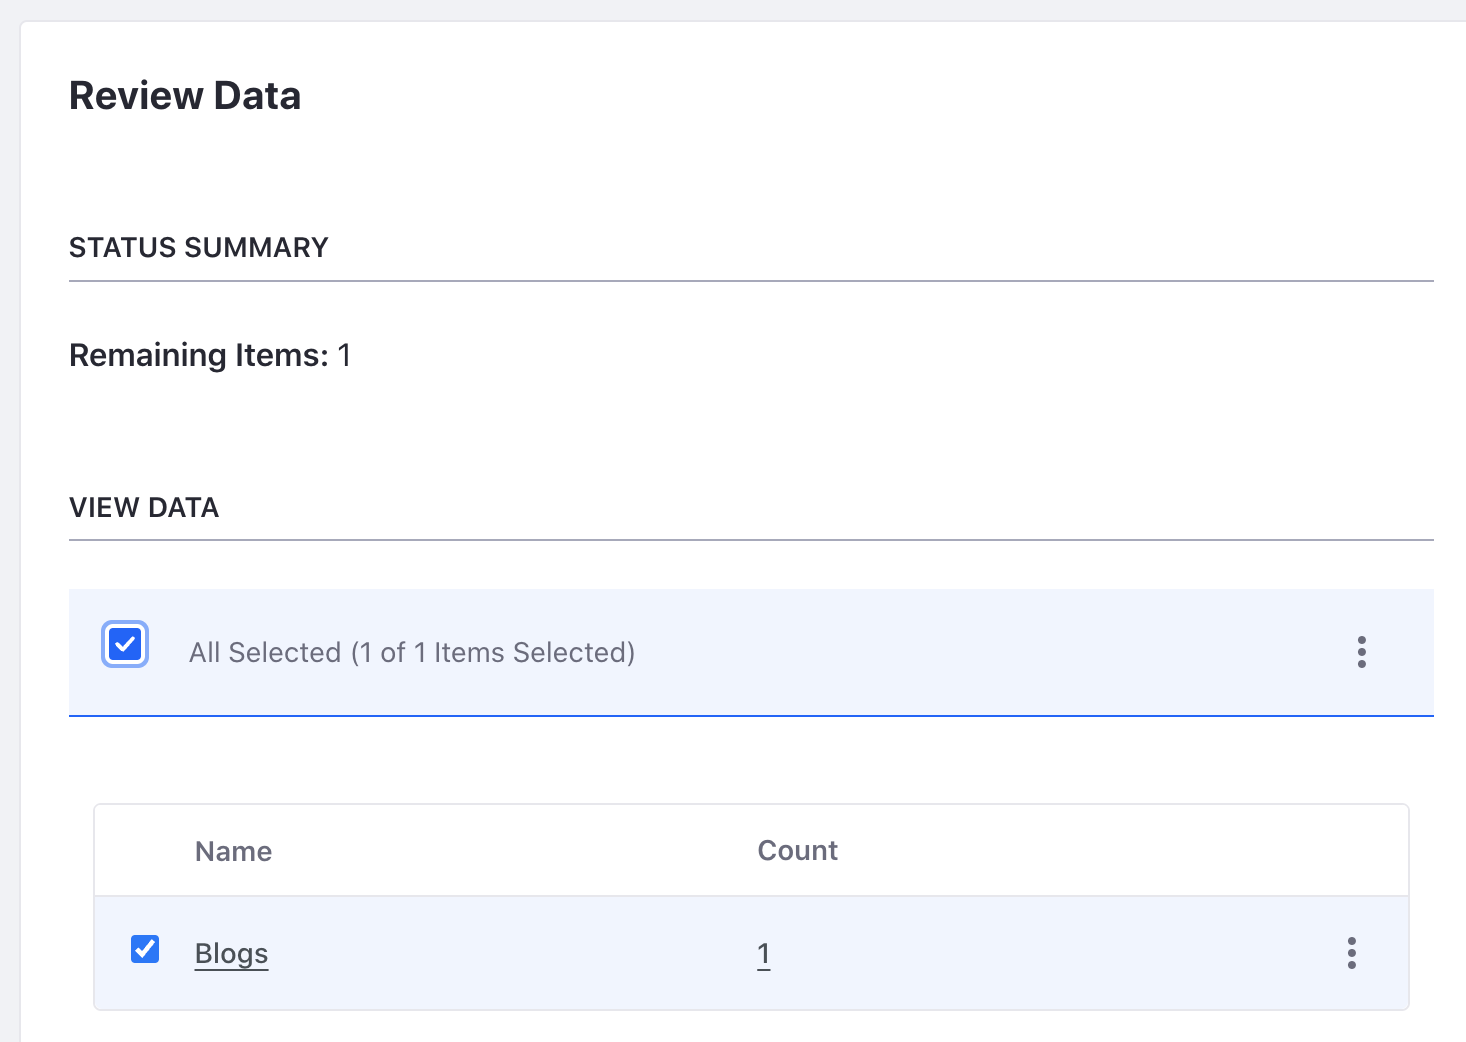 Review Data
STATUS SUMMARY
Remaining Items: 1
VIEW DATA
All Selected (1 of 1 Items Selected)
Name Count
Blogs 1